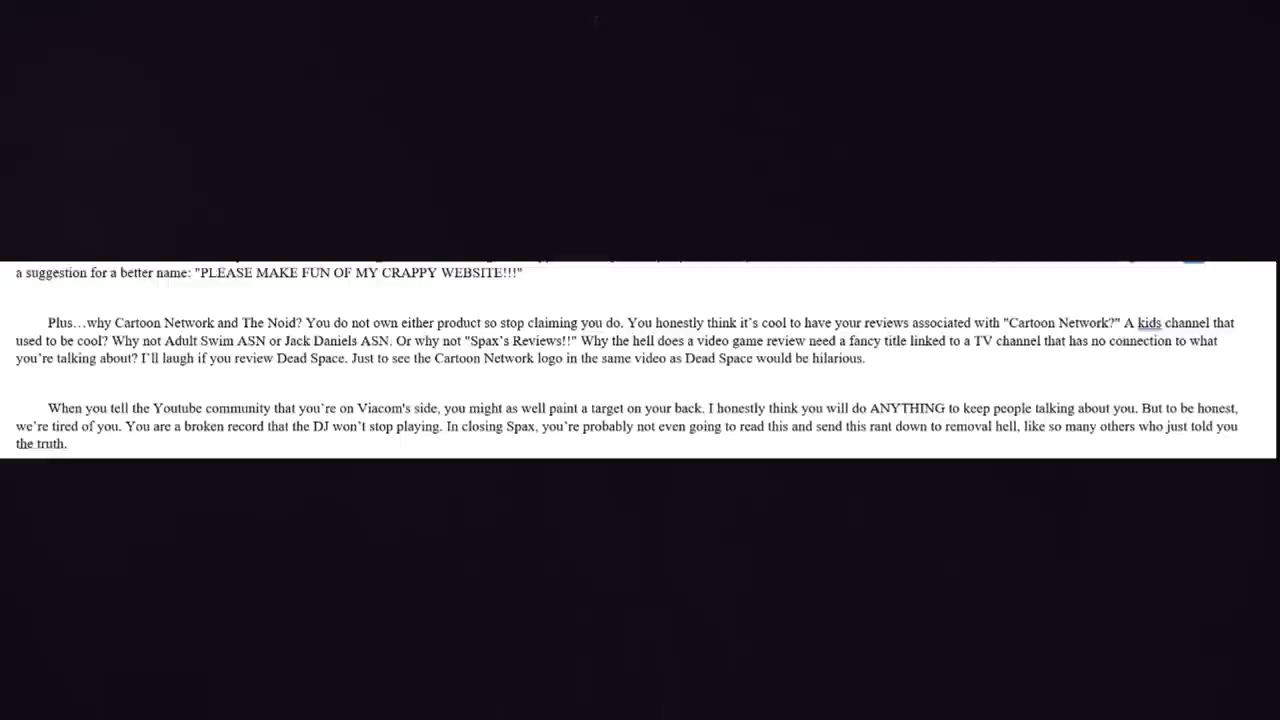 a suggestion for a better name: "PLEASE MAKE FUN OF MY CRAPPY WEBSITE!!!"
Plus…why Cartoon Network and The Noid? You do not own either product so stop claiming you do. You honestly think it’s cool to have your reviews associated with "Cartoon Network?" A kids channel that
used to be cool? Why not Adult Swim ASN or Jack Daniels ASN. Or why not "Spax’s Reviews!!" Why the hell does a video game review need a fancy title linked to a TV channel that has no connection to what
you’re talking about? I’ll laugh if you review Dead Space. Just to see the Cartoon Network logo in the same video as Dead Space would be hilarious.
When you tell the Youtube community that you’re on Viacom's side, you might as well paint a target on your back. I honestly think you will do ANYTHING to keep people talking about you. But to be honest,
we’re tired of you. You are a broken record that the DJ won’t stop playing. In closing Spax, you’re probably not even going to read this and send this rant down to removal hell, like so many others who just told you
the truth.